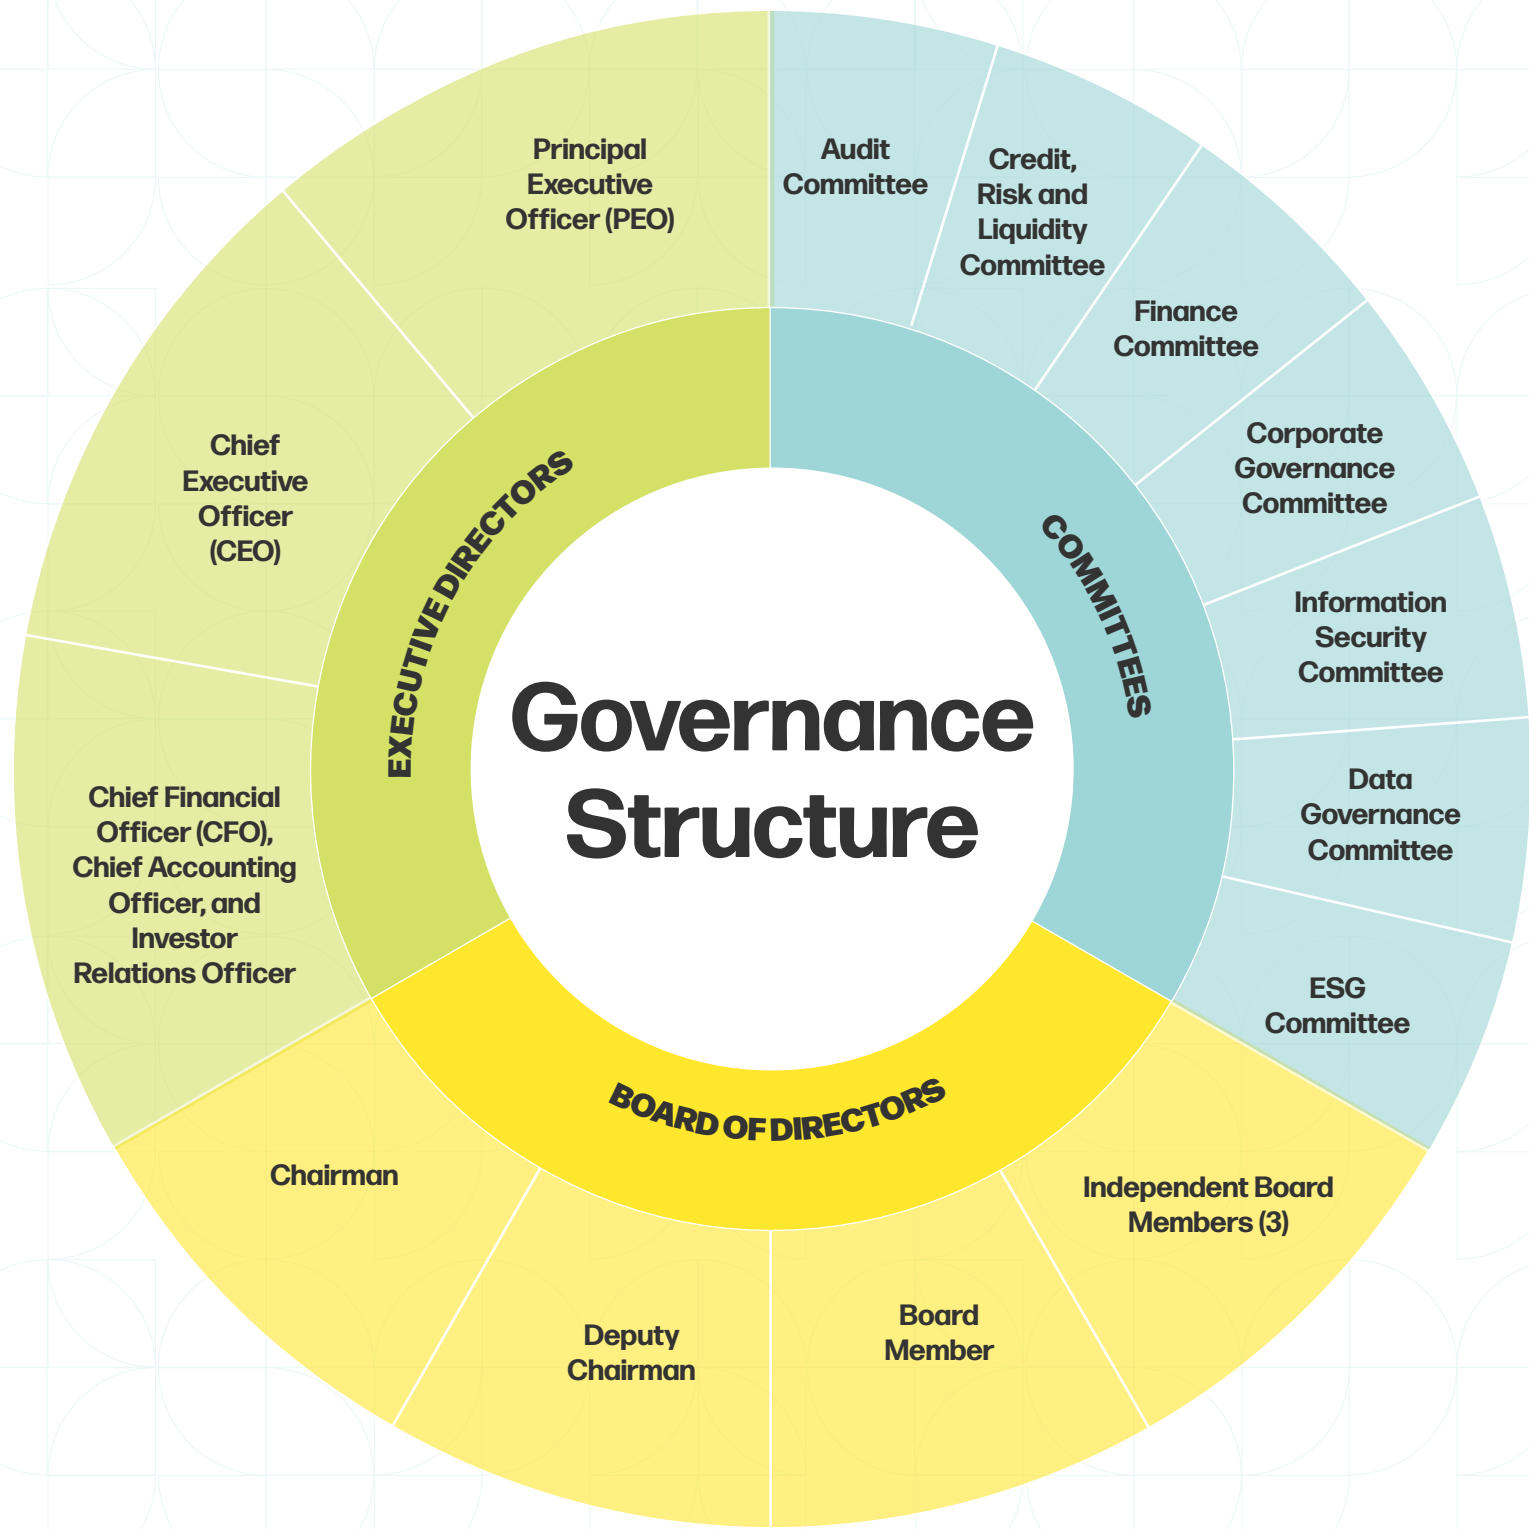 Governance
Structure
COMMITTEES
Audit
Committee
Credit,
Risk and
Liquidity
Committee
Finance
Committee
Corporate
Governance
Committee
Information
Security
Committee
Data
Governance
Committee
ESG
Committee
BOARD OF DIRECTORS
Independent Board
Members (3)
Board
Member
Deputy
Chairman
Chairman
EXECUTIVE DIRECTORS
Chief Financial
Officer (CFO),
Chief Accounting
Officer, and
Investor
Relations Officer
Chief
Executive
Officer
(CEO)
Principal
Executive
Officer (PEO)